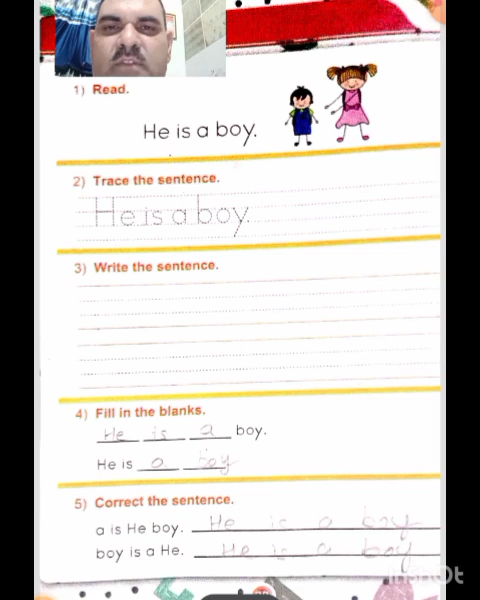 1) Read.
He is a boy.
2) Trace the sentence.
He is a boy.
3) Write the sentence.
4) Fill in the blanks.
He is a boy.
He is a boy
5) Correct the sentence.
a is He boy. He is a boy
boy is a He. He is a boy
InShOt